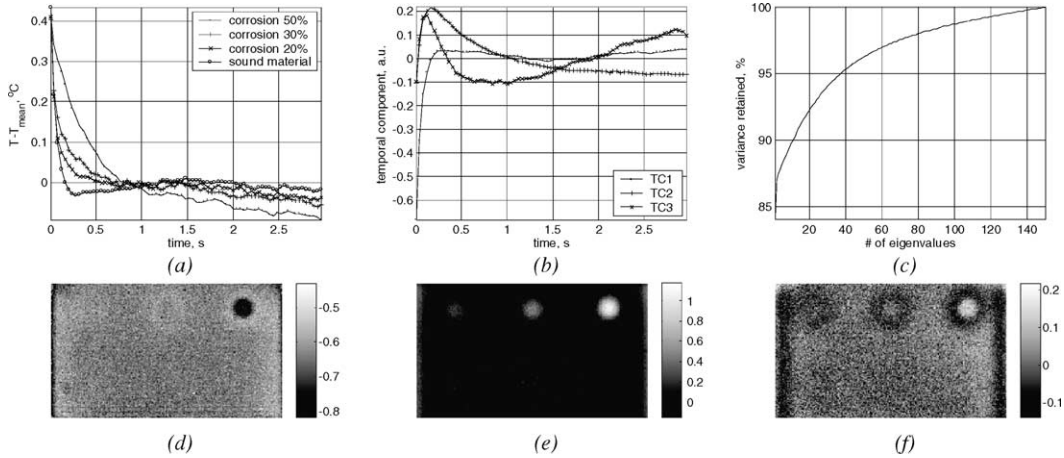 corrosion 50%
corrosion 30%
corrosion 20%
sound material
T-Tmean, °C
0.4
0.3
0.2
0.1
0
0 0.5 1 1.5 2 2.5
time, s
(a)
temporal component, a.u.
0.2
0.1
0
-0.1
-0.2
-0.3
-0.4
-0.5
-0.6
TC1
TC2
TC3
0 0.5 1 1.5 2 2.5
time, s
(b)
variance retained, %
100
95
90
85
20 40 60 80 100 120 140
# of eigenvalues
(c)
-0.5
-0.6
-0.7
-0.8
(d)
1
0.8
0.6
0.4
0.2
0
(e)
0.2
0.1
0
-0.1
(f)